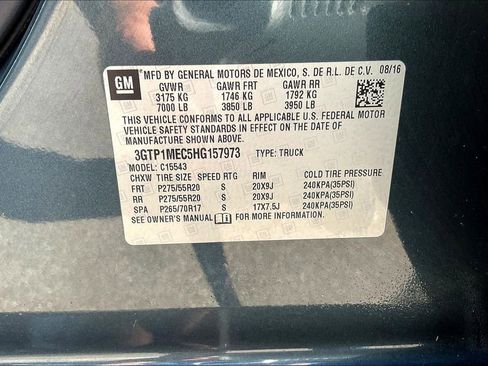 GM
MFD BY GENERAL MOTORS DE MEXICO, S. DE R.L. DE C.V. 08/16
GVWR GAWR FRT GAWR RR
3175 KG 1746 KG 1792 KG
7000 LB 3850 LB 3950 LB
THIS VEHICLE CONFORMS TO ALL APPLICABLE U.S. FEDERAL MOTOR
VEHICLE SAFETY STANDARDS IN EFFECT ON THE DATE OF
MANUFACTURE SHOWN ABOVE.
3GTP1MEC5HG157973 TYPE: TRUCK
MODEL: C15543
CHXW TIRE SIZE SPEED RTG RIM COLD TIRE PRESSURE
FRT P275/55R20 S 20X9J 240KPA(35PSI)
RR P275/55R20 S 20X9J 240KPA(35PSI)
SPA P265/70R17 S 17X7.5J 240KPA(35PSI)
SEE OWNER'S MANUAL FOR MORE INFORMATION.